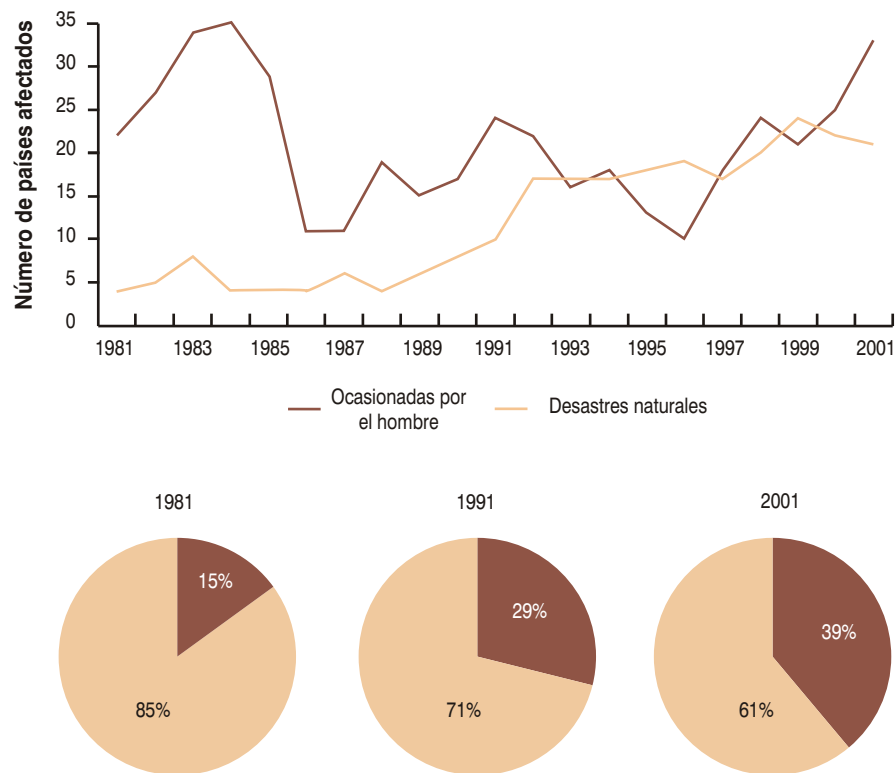 Número de países afectados
35
30
25
20
15
10
5
0
1981 1983 1985 1987 1989 1991 1993 1995 1997 1999 2001
Ocasionadas por
el hombre
Desastres naturales
1981 1991 2001
15% 29% 39%
85% 71% 61%